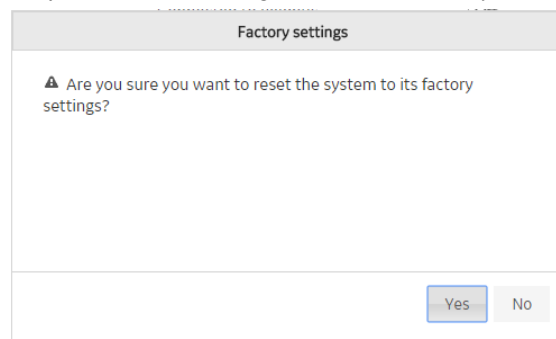 Factory settings
Are you sure you want to reset the system to its factory
settings?
Yes No